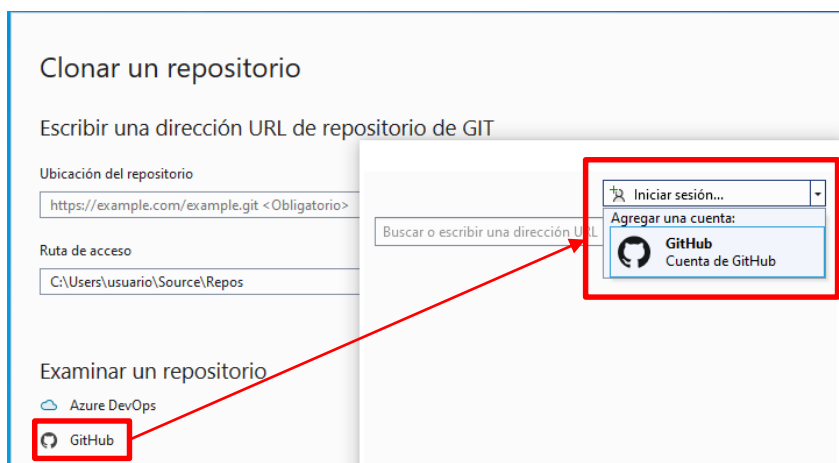 Clonar un repositorio
Escribir una dirección URL de repositorio de GIT
Ubicación del repositorio
https://example.com/example.git <Obligatorio>
Ruta de acceso
C:\Users\usuario\Source\Repos
Examinar un repositorio
Azure DevOps
GitHub
Iniciar sesión...
Agregar una cuenta:
Buscar o escribir una dirección URL
GitHub
Cuenta de GitHub